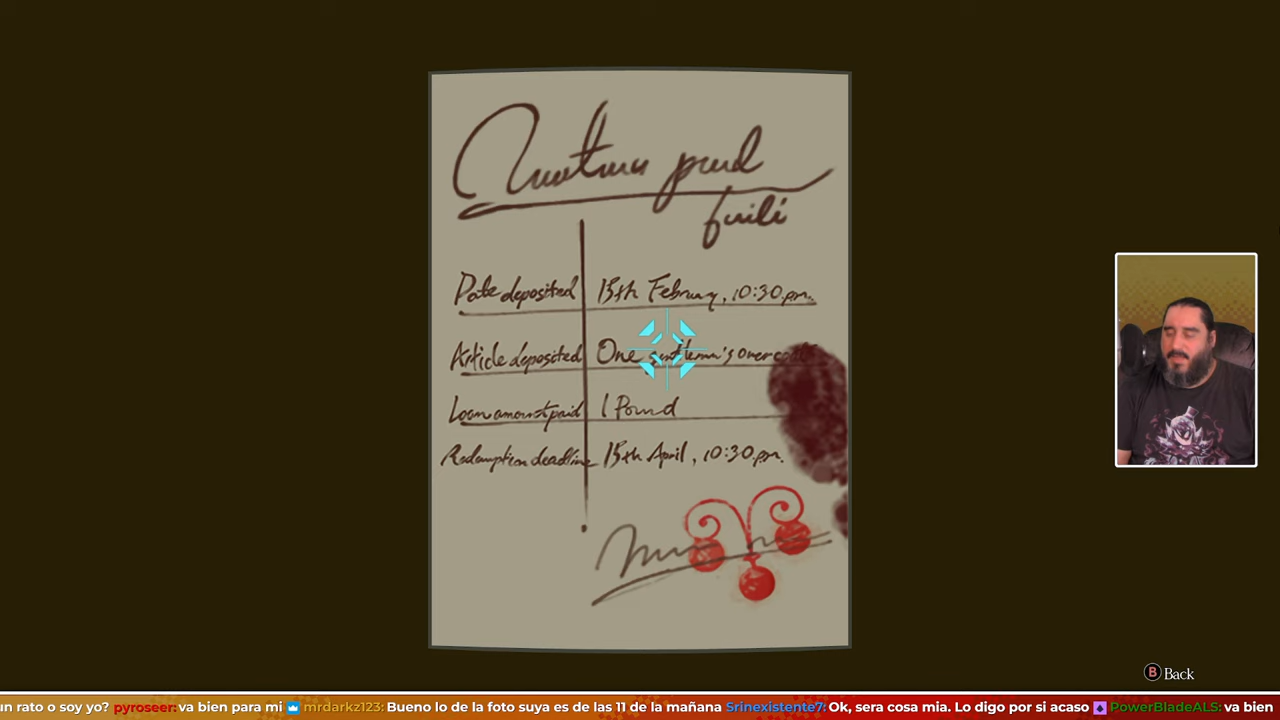 Date deposited 15th February, 10:30 p.m.
Article deposited One gentleman's overcoat
Loan amount paid 1 Pound
Redemption deadline 15th April, 10:30 p.m.
B Back
un rato o soy yo? pyroseer: va bien para mi mrdarkz123: Bueno lo de la foto suya es de las 11 de la mañana Srinexistente7: Ok, sera cosa mia. Lo digo por si acaso PowerBladeALS: va bien